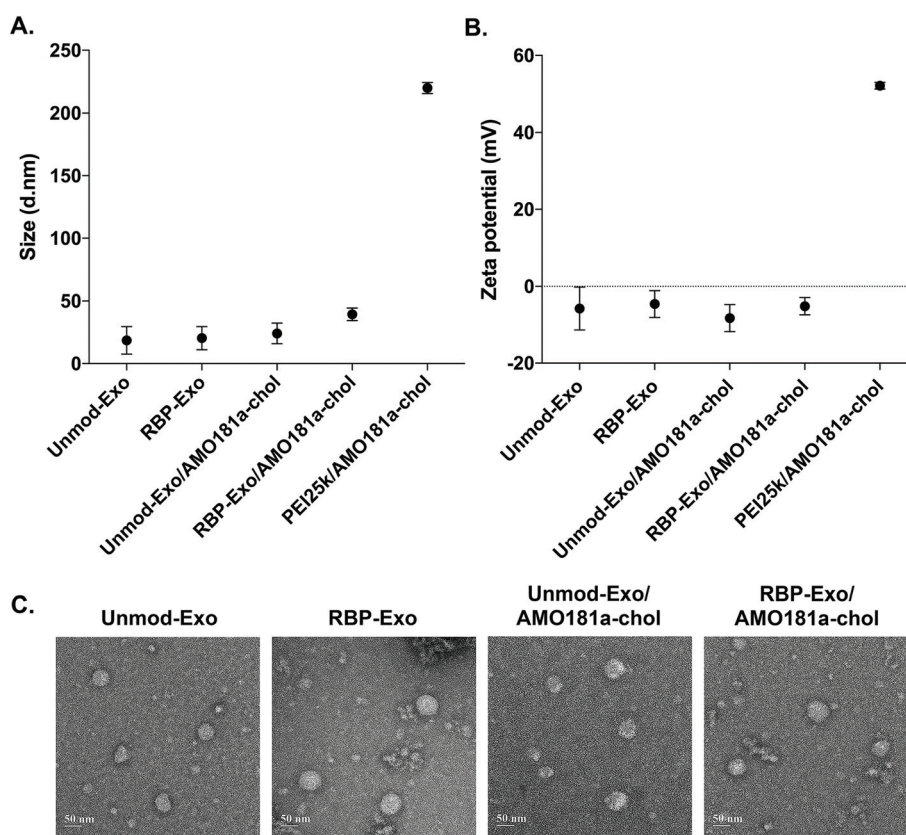 A.
250
200
150
100
50
0
Size (d.nm)
Unmod-Exo
RBP-Exo
Unmod-Exo/AMO181a-chol
RBP-Exo/AMO181a-chol
PEI25k/AMO181a-chol
B.
60
40
20
0
-20
Zeta potential (mV)
Unmod-Exo
RBP-Exo
Unmod-Exo/AMO181a-chol
RBP-Exo/AMO181a-chol
PEI25k/AMO181a-chol
C.
Unmod-Exo
RBP-Exo
Unmod-Exo/
AMO181a-chol
RBP-Exo/
AMO181a-chol
50 nm
50 nm
50 nm
50 nm